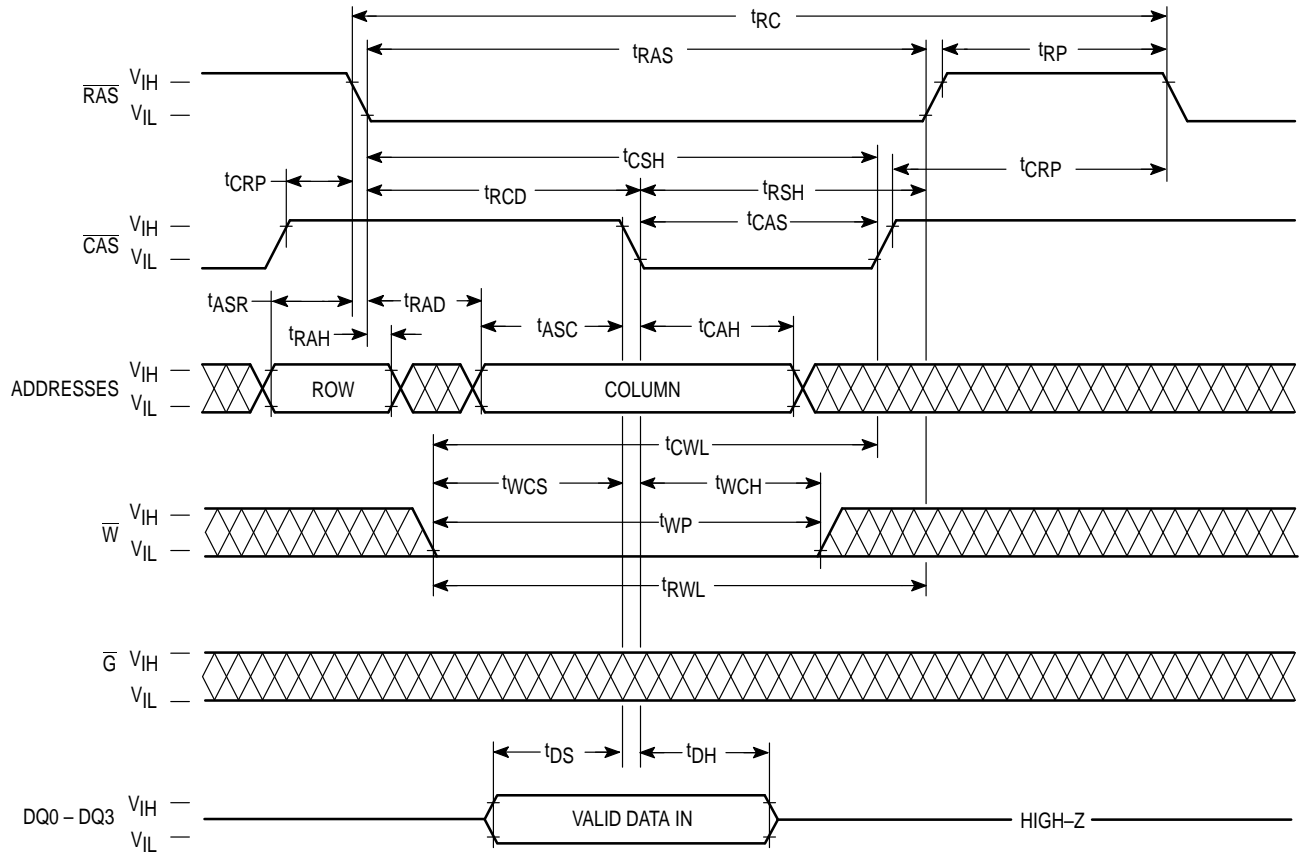 tRC
tRAS
tRP
RAS VIH
VIL
tCSH
tCRP
tCRP
tRCD
tRSH
tCAS
CAS VIH
VIL
tASR
tRAD
tRAH
tASC
tCAH
ADDRESSES VIH
VIL
ROW
COLUMN
tCWL
tWCS
tWCH
W VIH
VIL
tWP
tRWL
G VIH
VIL
tDS
tDH
DQ0 – DQ3 VIH
VIL
VALID DATA IN
HIGH–Z